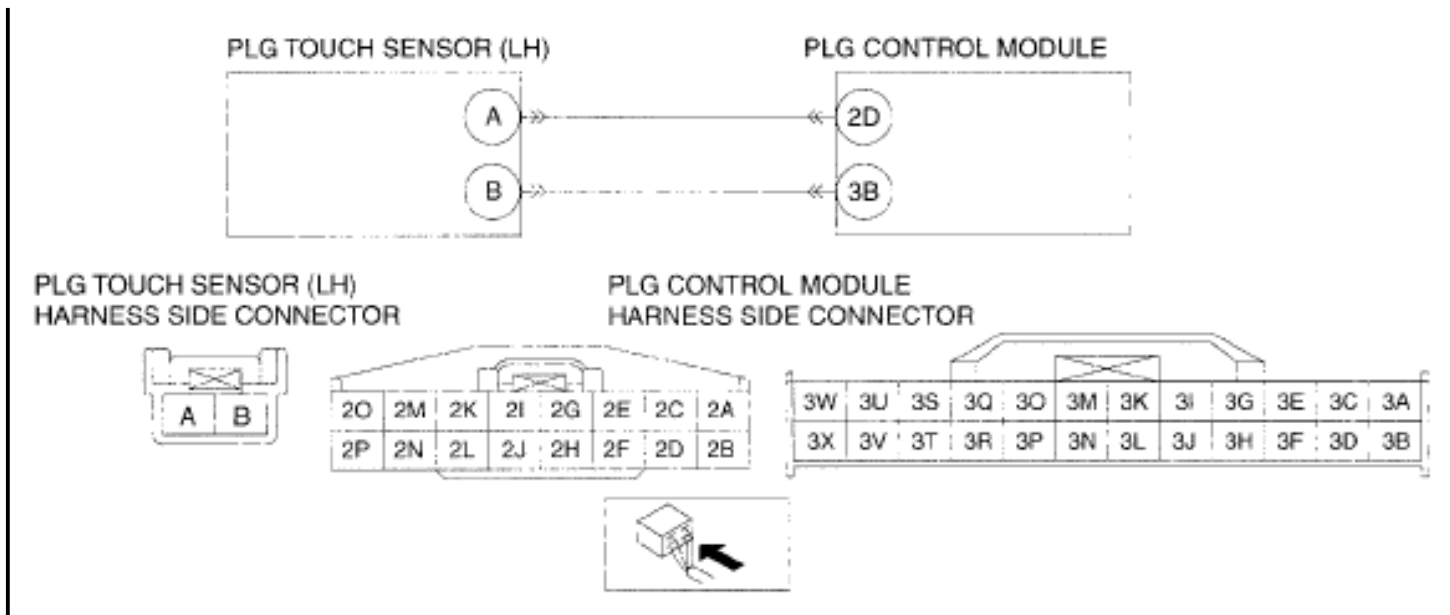 PLG TOUCH SENSOR (LH) PLG CONTROL MODULE
A 2D
B 3B
PLG TOUCH SENSOR (LH)
HARNESS SIDE CONNECTOR
PLG CONTROL MODULE
HARNESS SIDE CONNECTOR
A B
2O 2M 2K 2I 2G 2E 2C 2A
2P 2N 2L 2J 2H 2F 2D 2B
3W 3U 3S 3Q 3O 3M 3K 3I 3G 3E 3C 3A
3X 3V 3T 3R 3P 3N 3L 3J 3H 3F 3D 3B